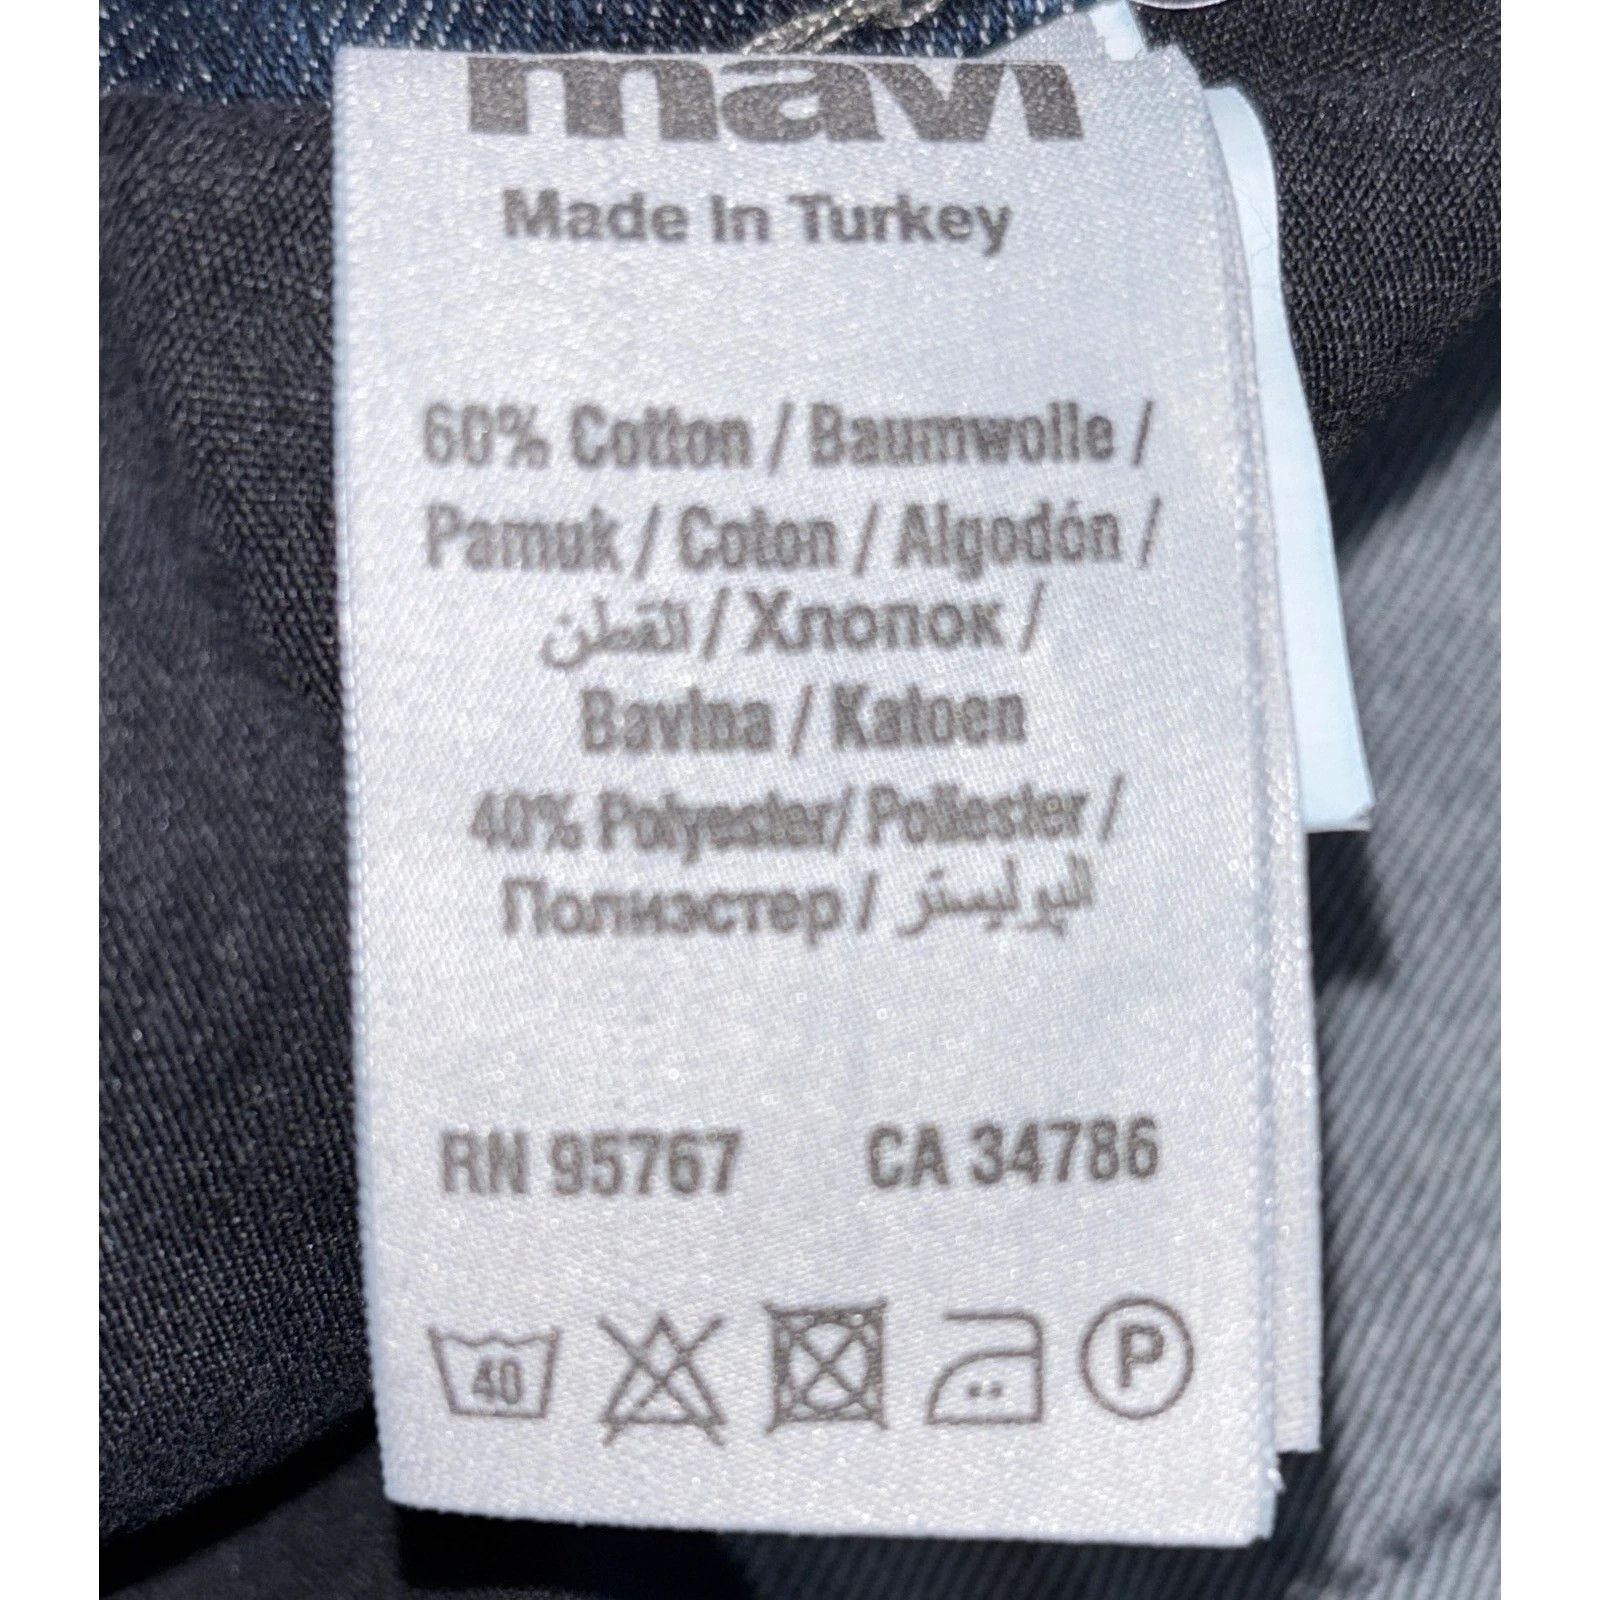 mavi
Made In Turkey
60% Cotton / Baumwolle /
Pamuk / Coton / Algodón /
القطن / Хлопок /
Bavlna / Katoen
40% Polyester/ Poliester /
Полиэстер / البوليستر
RN 95767 CA 34786
40 P